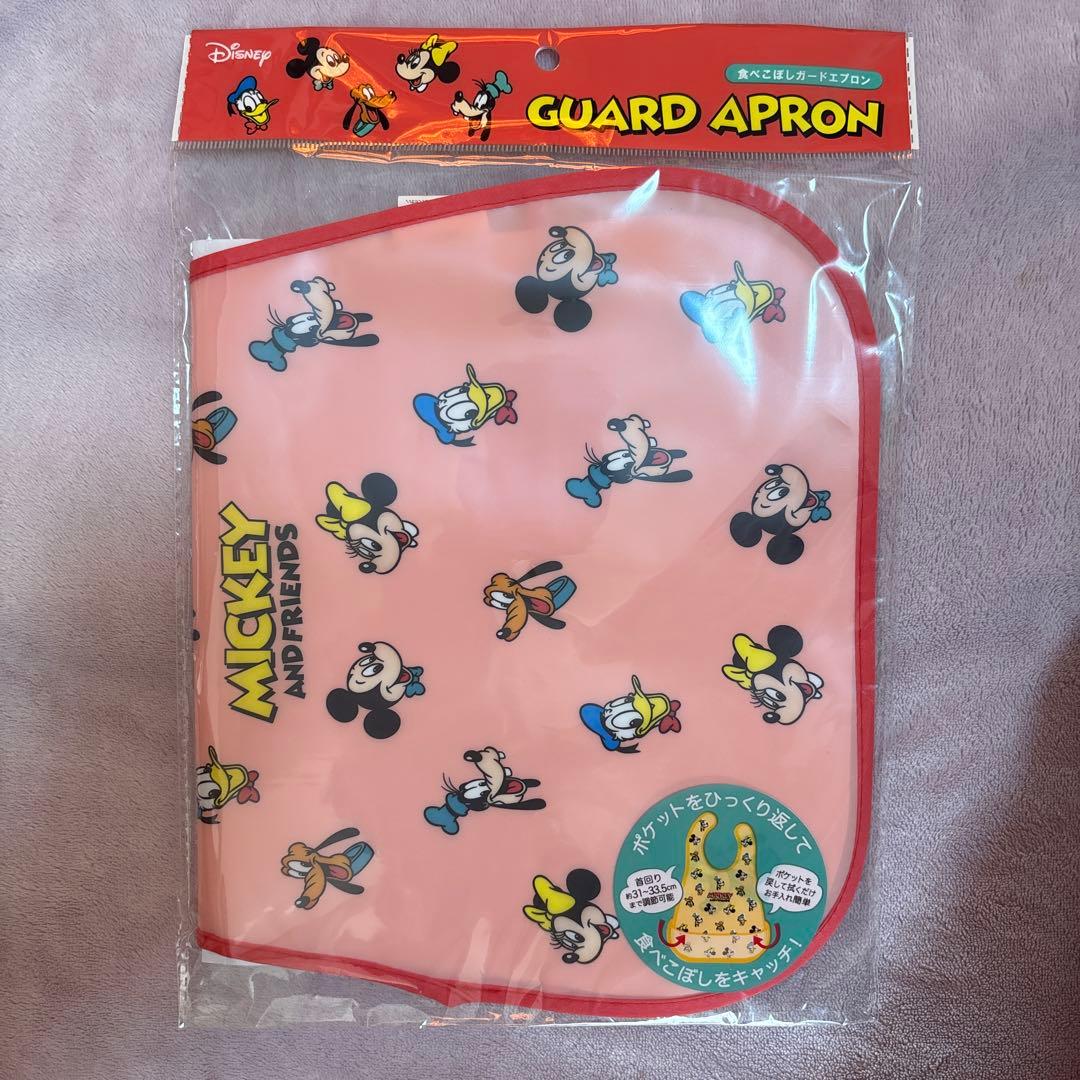 Disney
食べこぼしガードエプロン
GUARD APRON
MICKEY
AND FRIENDS
ポケットをひっくり返して
首回り
約31~33.5cm
まで調節可能
ポケットを
戻して拭くだけ
お手入れ簡単
食べこぼしをキャッチ!